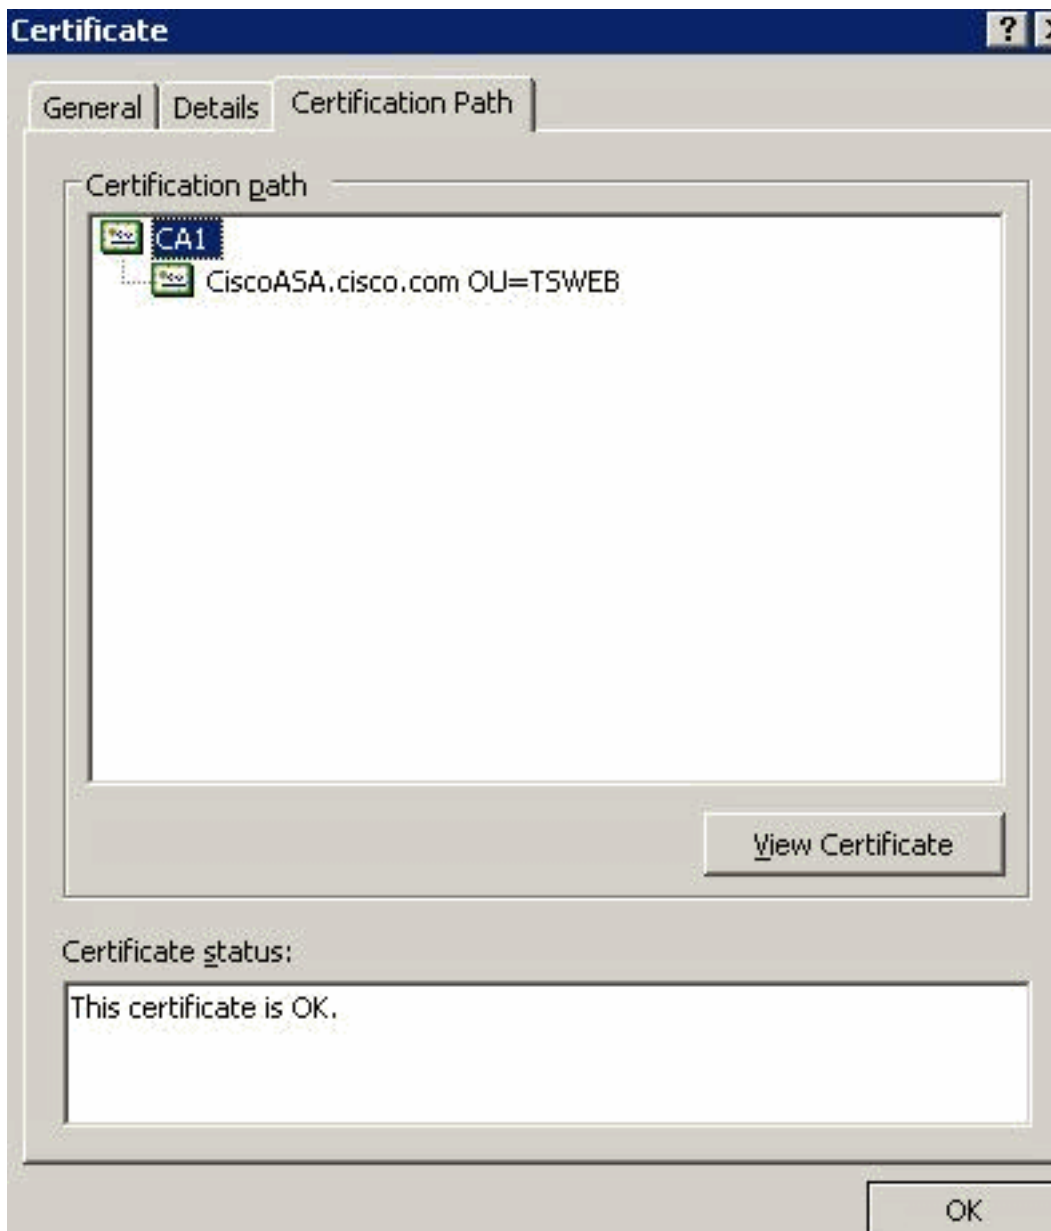 Certificate
General
Details
Certification Path
Certification path
CA1
CiscoASA.cisco.com OU=TSWEB
View Certificate
Certificate status:
This certificate is OK.
OK